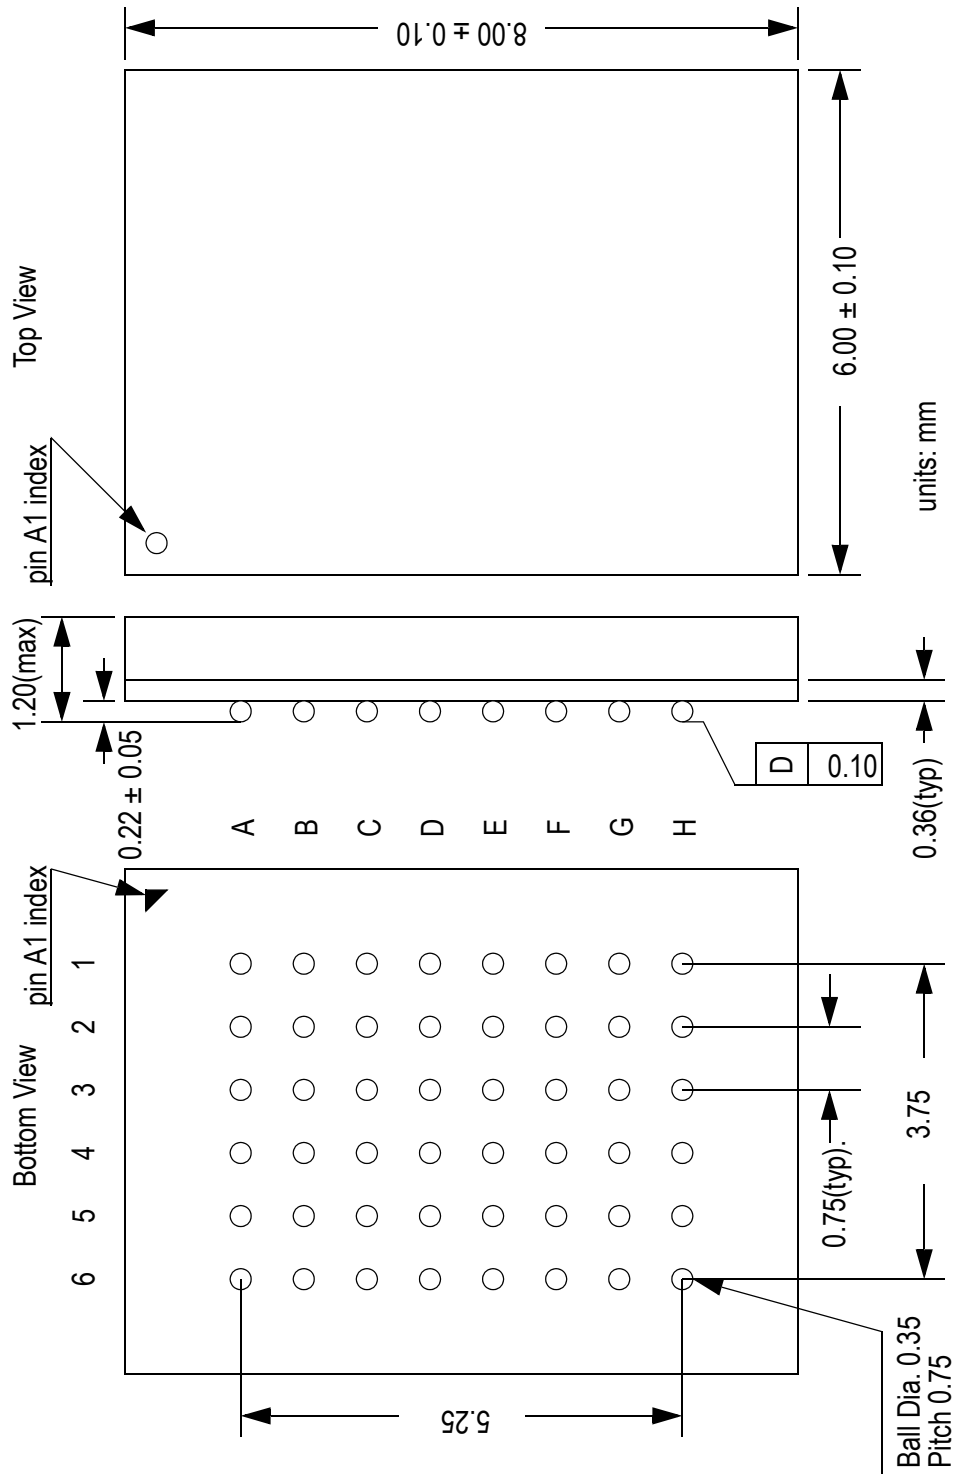 Bottom View
pin A1 index
6 5 4 3 2 1
A
B
C
D
E
F
G
H
5.25
Ball Dia. 0.35
Pitch 0.75
0.75(typ).
3.75
1.20(max)
0.22 ± 0.05
D 0.10
0.36(typ)
Top View
pin A1 index
8.00 ± 0.10
6.00 ± 0.10
units: mm